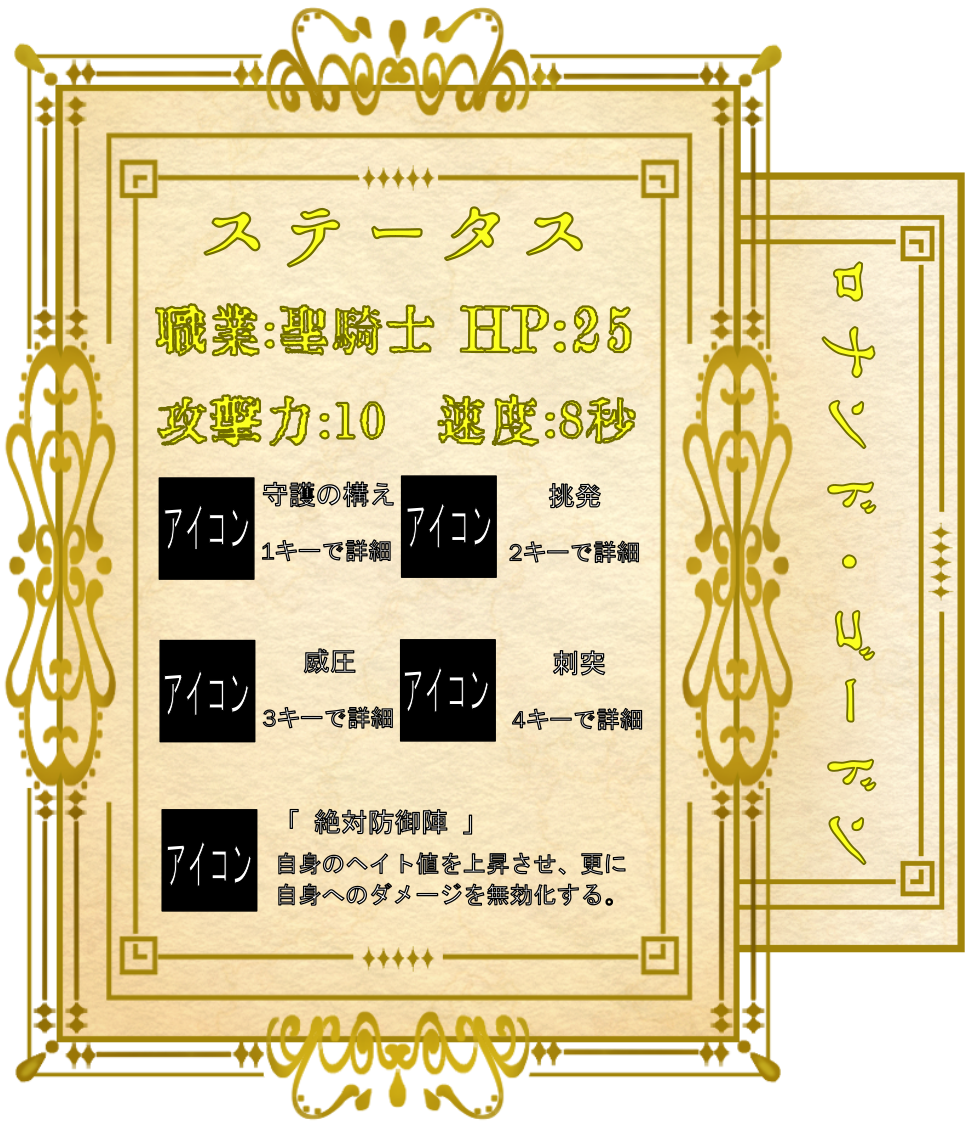 ステータス
職業:聖騎士 HP:25
攻撃力:10 速度:8秒
アイコン 守護の構え
1キーで詳細
アイコン 挑発
2キーで詳細
アイコン 威圧
3キーで詳細
アイコン 刺突
4キーで詳細
アイコン 「 絶対防御陣 」
自身のヘイト値を上昇させ、更に
自身へのダメージを無効化する。
ロナンド・ゴードン